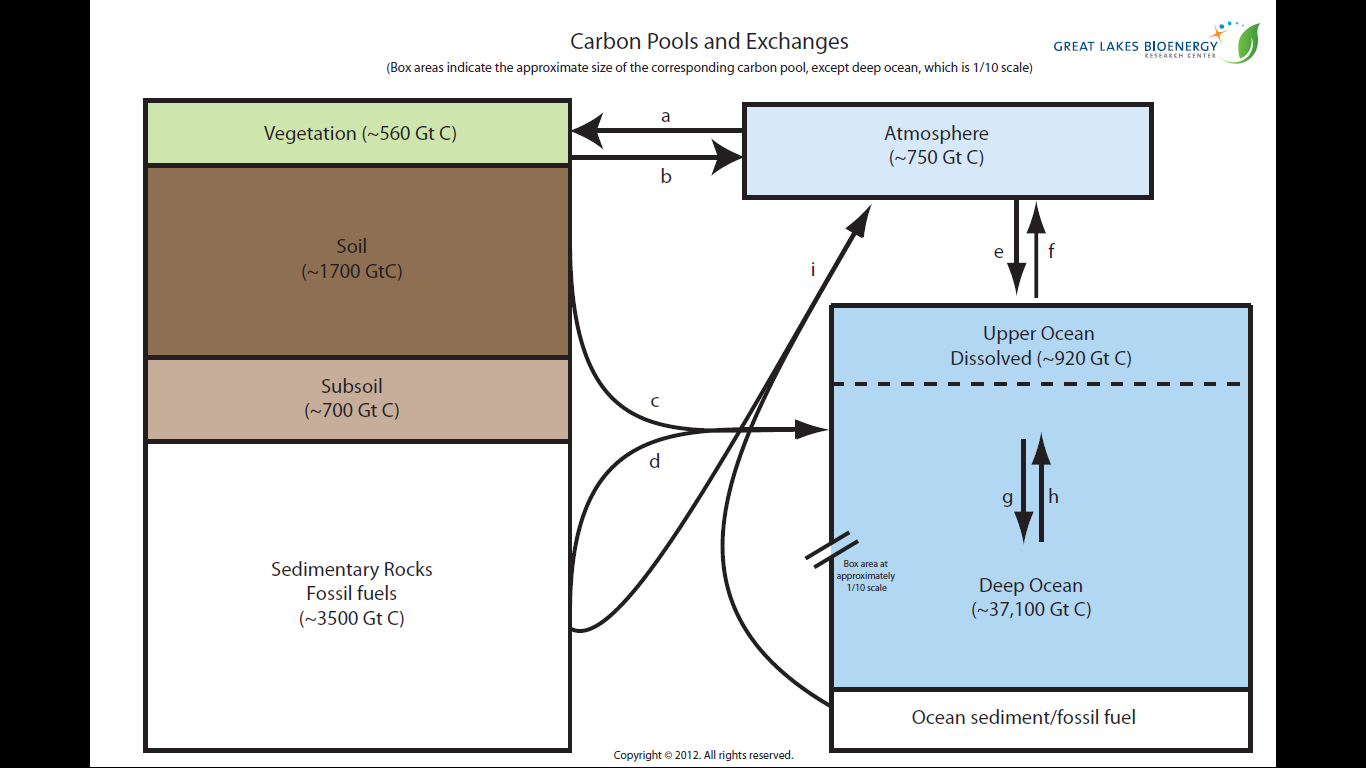 Carbon Pools and Exchanges
(Box areas indicate the approximate size of the corresponding carbon pool, except deep ocean, which is 1/10 scale)
GREAT LAKES BIOENERGY
RESEARCH CENTER
Vegetation (~560 Gt C)
a
b
Atmosphere
(~750 Gt C)
Soil
(~1700 GtC)
i
e
f
Upper Ocean
Dissolved (~920 Gt C)
Subsoil
(~700 Gt C)
c
d
g
h
Sedimentary Rocks
Fossil fuels
(~3500 Gt C)
Box area at
approximately
1/10 scale
Deep Ocean
(~37,100 Gt C)
Ocean sediment/fossil fuel
Copyright © 2012. All rights reserved.